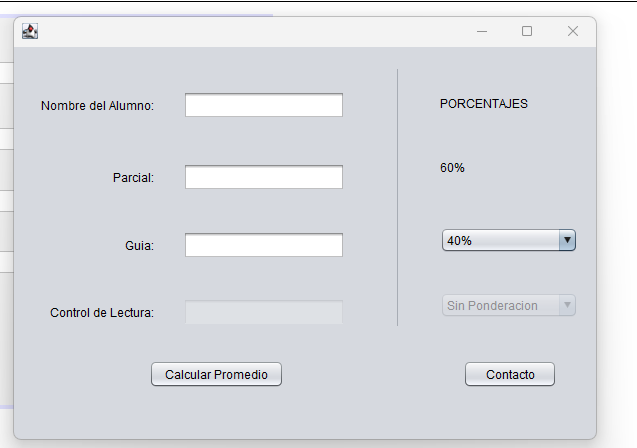 Nombre del Alumno:
PORCENTAJES
Parcial:
60%
Guia:
40%
Control de Lectura:
Sin Ponderacion
Calcular Promedio
Contacto